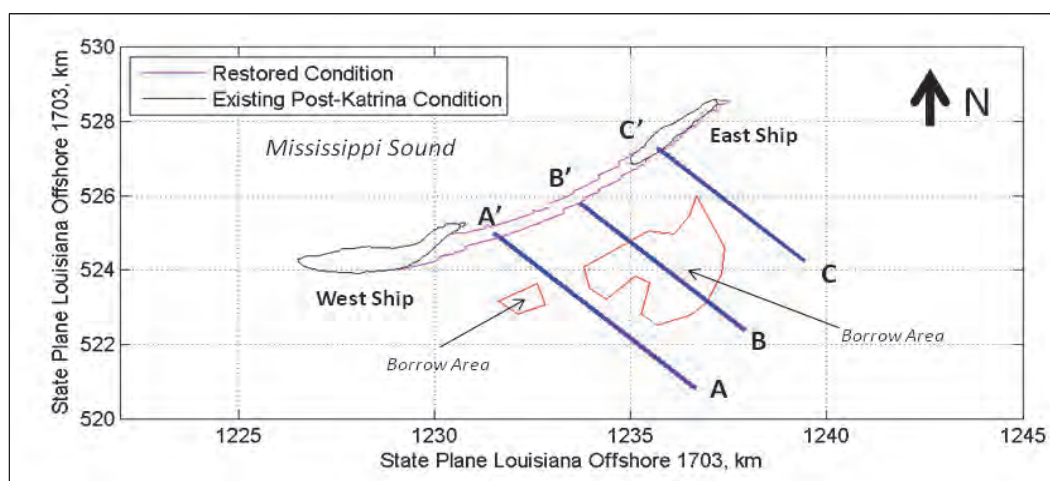 530
528
526
524
522
520
State Plane Louisiana Offshore 1703, km
Restored Condition
Existing Post-Katrina Condition
N
Mississippi Sound
C’
East Ship
B’
A’
West Ship
C
Borrow Area
B
Borrow Area
A
1225
1230
1235
1240
1245
State Plane Louisiana Offshore 1703, km